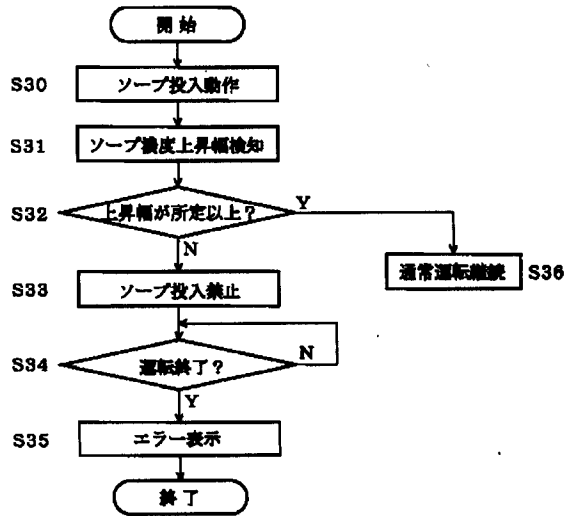 開始
S30 ソープ投入動作
S31 ソープ濃度上昇幅検知
S32 上昇幅が所定以上？ Y
N
通常運転継続 S36
S33 ソープ投入禁止
S34 運転終了？ N
Y
S35 エラー表示
終了